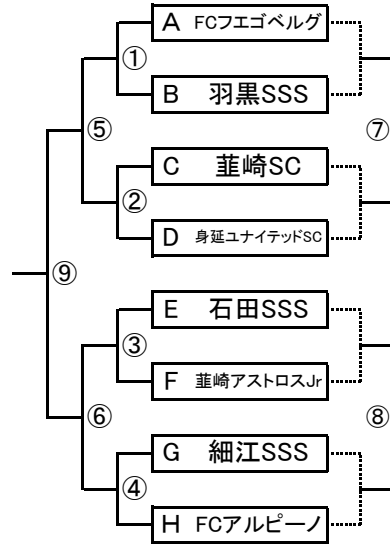 A FCフエゴベルグ
①
B 羽黒SSS
⑤
⑦
C 韮崎SC
②
D 身延ユナイテッドSC
⑨
E 石田SSS
③
F 韮崎アストロスJr
⑥
⑧
G 細江SSS
④
H FCアルピーノ